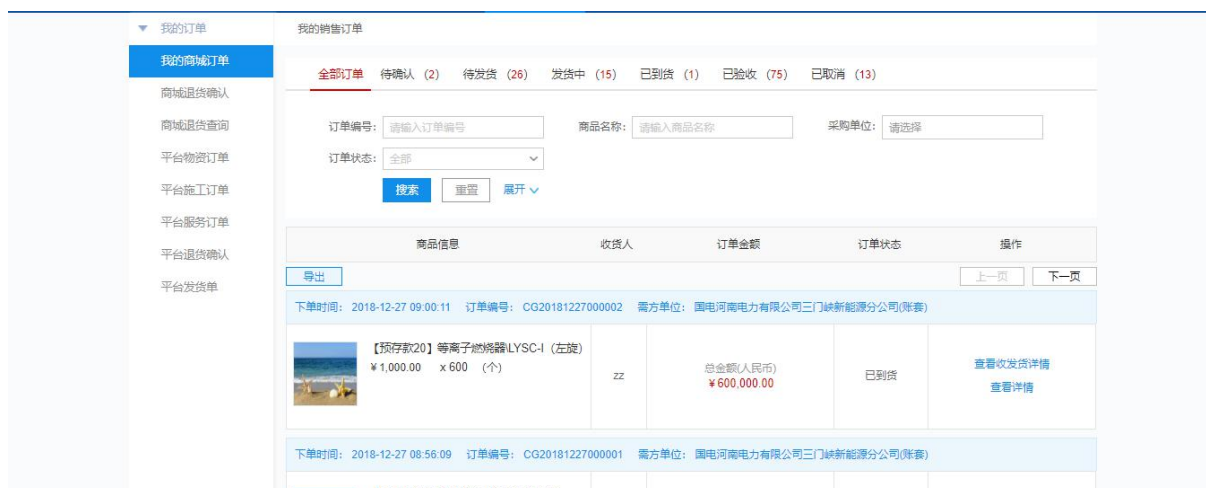 我的订单
我的销售订单
我的商城订单
商城退货确认
商城退货查询
平台物资订单
平台施工订单
平台服务订单
平台退货确认
平台发货单
全部订单 待确认 (2) 待发货 (26) 发货中 (15) 已到货 (1) 已验收 (75) 已取消 (13)
订单编号: 请输入订单编号 商品名称: 请输入商品名称 采购单位: 请选择
订单状态: 全部
搜索 重置 展开
商品信息 收货人 订单金额 订单状态 操作
导出 上一页 下一页
下单时间: 2018-12-27 09:00:11 订单编号: CG20181227000002 需方单位: 国电河南电力有限公司三门峡新能源分公司(账套)
【预存款20】等离子燃烧器\LYSC-I (左旋)
¥1,000.00 x 600 (个)
zz
总金额(人民币)
¥600,000.00
已到货
查看收发货详情
查看详情
下单时间: 2018-12-27 08:56:09 订单编号: CG20181227000001 需方单位: 国电河南电力有限公司三门峡新能源分公司(账套)